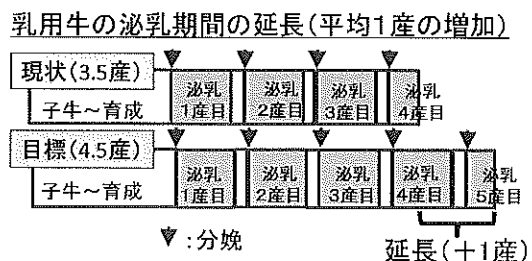 乳用牛の泌乳期間の延長(平均1産の増加)
現状(3.5産)
子牛～育成
泌乳
1産目
泌乳
2産目
泌乳
3産目
泌乳
4産目
目標(4.5産)
子牛～育成
泌乳
1産目
泌乳
2産目
泌乳
3産目
泌乳
4産目
泌乳
5産目
▼:分娩
延長(+1産)